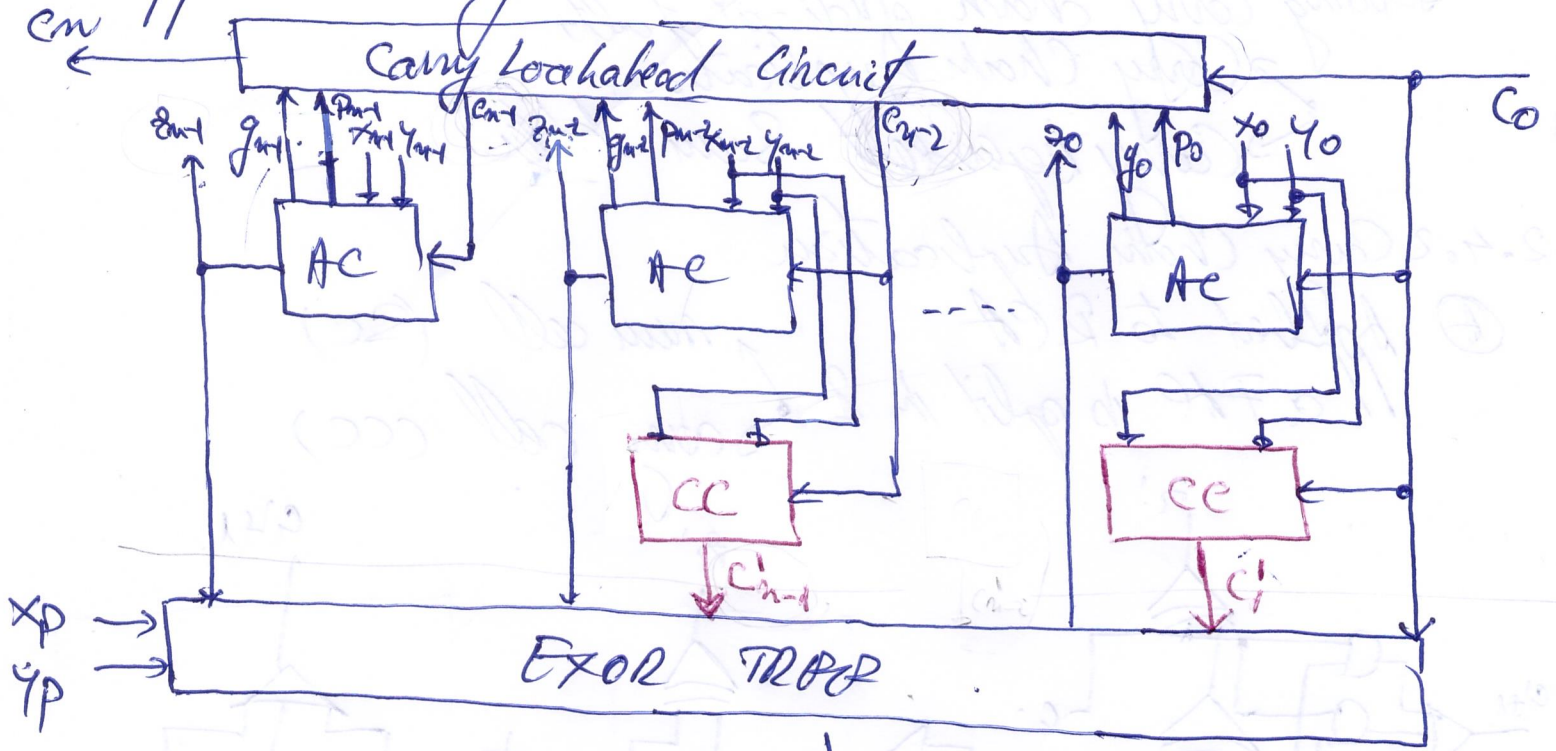 cn
Carry Lookahead Circuit
C0
zn-1 gn-1 pn-1 xn-1 yn-1 cn-1 zn-2 gn-2 pn-2 xn-2 yn-2 cn-2 z0 g0 p0 x0 y0
AC AC AC
----
CC CC
c'n-1 c'1
xp
yp
EXOR TREE